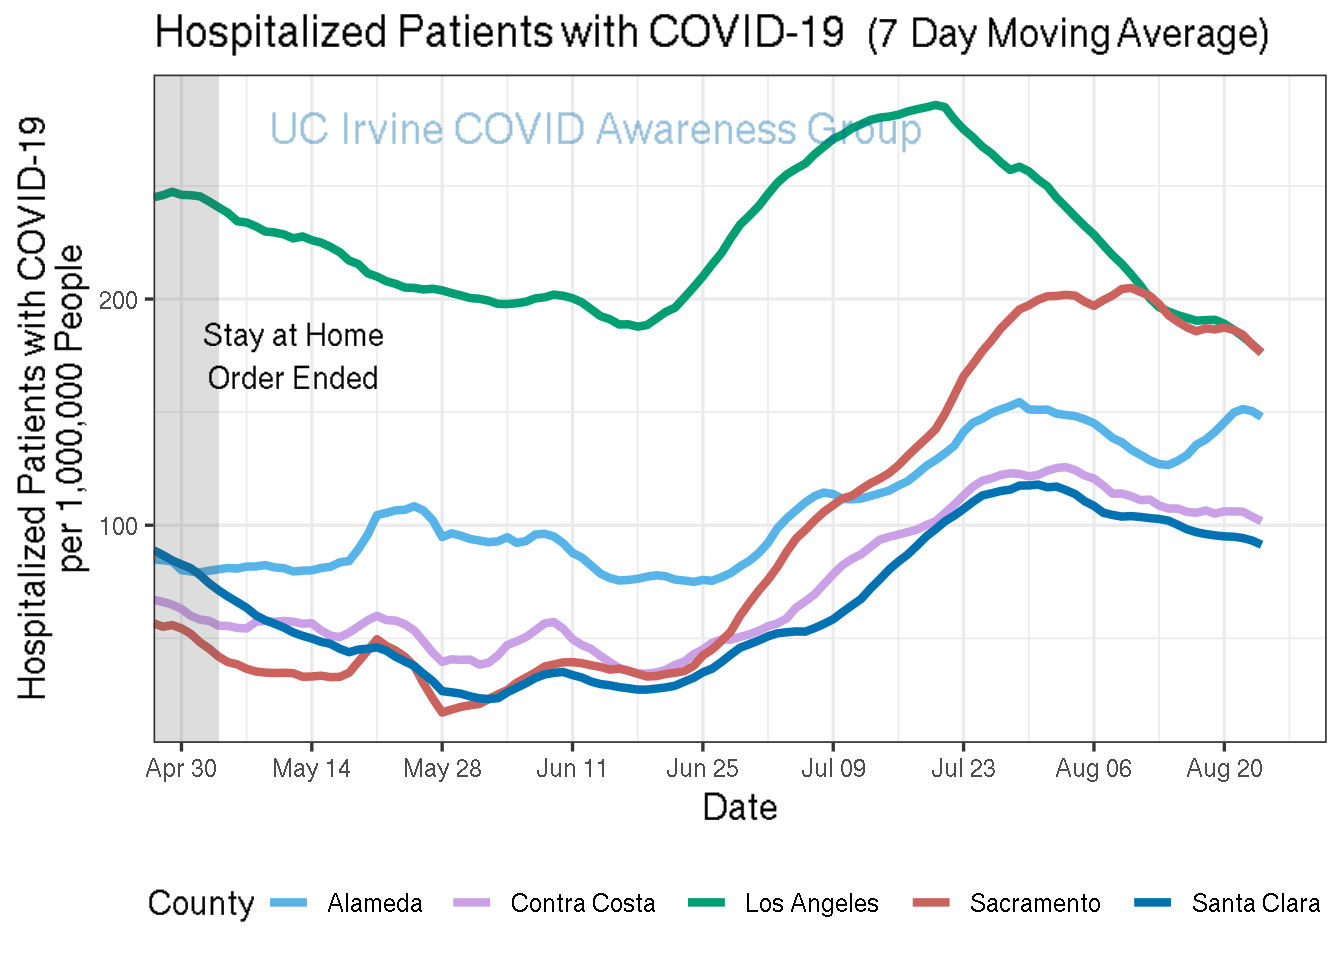 Hospitalized Patients with COVID-19 (7 Day Moving Average)
UC Irvine COVID Awareness Group
Hospitalized Patients with COVID-19
per 1,000,000 People
200
100
Stay at Home
Order Ended
Apr 30 May 14 May 28 Jun 11 Jun 25 Jul 09 Jul 23 Aug 06 Aug 20
Date
County Alameda Contra Costa Los Angeles Sacramento Santa Clara